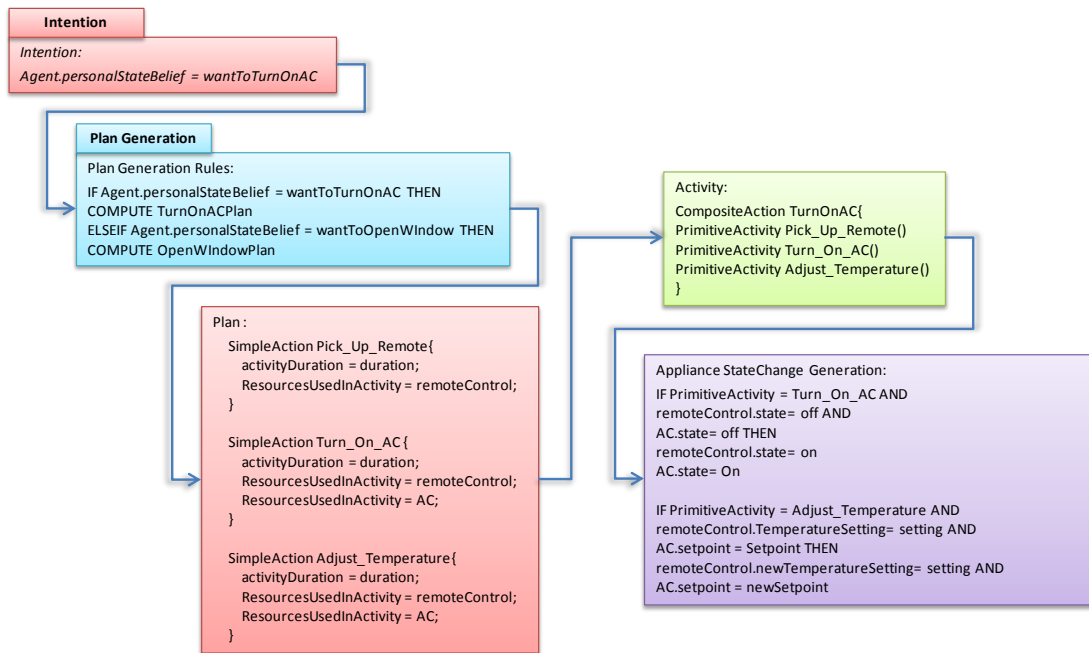 Intention
Intention:
Agent.personalStateBelief = wantToTurnOnAC
Plan Generation
Plan Generation Rules:
IF Agent.personalStateBelief = wantToTurnOnAC THEN
COMPUTE TurnOnACPlan
ELSEIF Agent.personalStateBelief = wantToOpenWIndow THEN
COMPUTE OpenWIndowPlan
Plan :
SimpleAction Pick_Up_Remote{
activityDuration = duration;
ResourcesUsedInActivity = remoteControl;
}
SimpleAction Turn_On_AC {
activityDuration = duration;
ResourcesUsedInActivity = remoteControl;
ResourcesUsedInActivity = AC;
}
SimpleAction Adjust_Temperature{
activityDuration = duration;
ResourcesUsedInActivity = remoteControl;
ResourcesUsedInActivity = AC;
}
Activity:
CompositeAction TurnOnAC{
PrimitiveActivity Pick_Up_Remote()
PrimitiveActivity Turn_On_AC()
PrimitiveActivity Adjust_Temperature()
}
Appliance StateChange Generation:
IF PrimitiveActivity = Turn_On_AC AND
remoteControl.state= off AND
AC.state= off THEN
remoteControl.state= on
AC.state= On
IF PrimitiveActivity = Adjust_Temperature AND
remoteControl.TemperatureSetting= setting AND
AC.setpoint = Setpoint THEN
remoteControl.newTemperatureSetting= setting AND
AC.setpoint = newSetpoint